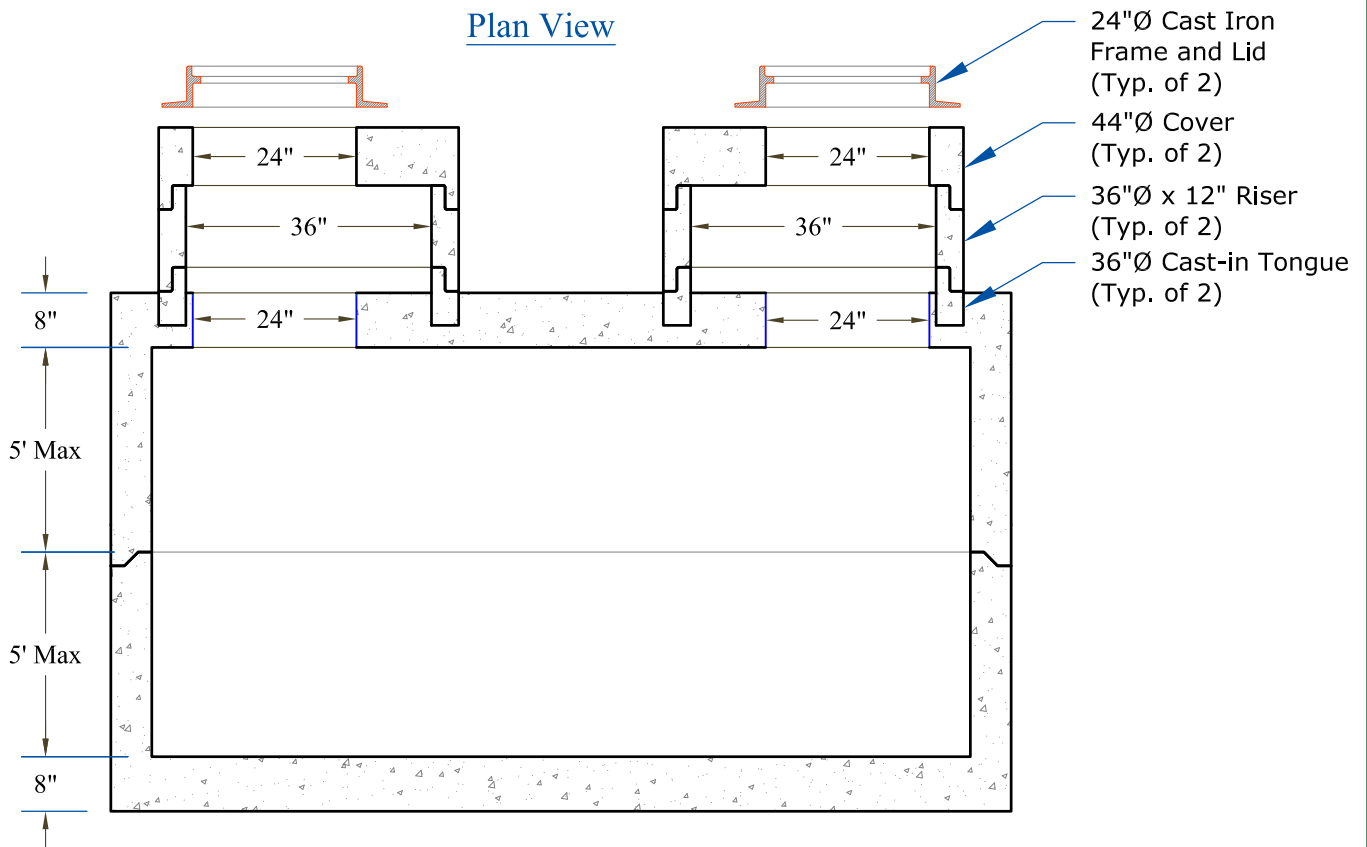 Plan View
24"Ø Cast Iron
Frame and Lid
(Typ. of 2)
44"Ø Cover
(Typ. of 2)
36"Ø x 12" Riser
(Typ. of 2)
36"Ø Cast-in Tongue
(Typ. of 2)
24"
24"
36"
36"
8"
24"
24"
5' Max
5' Max
8"